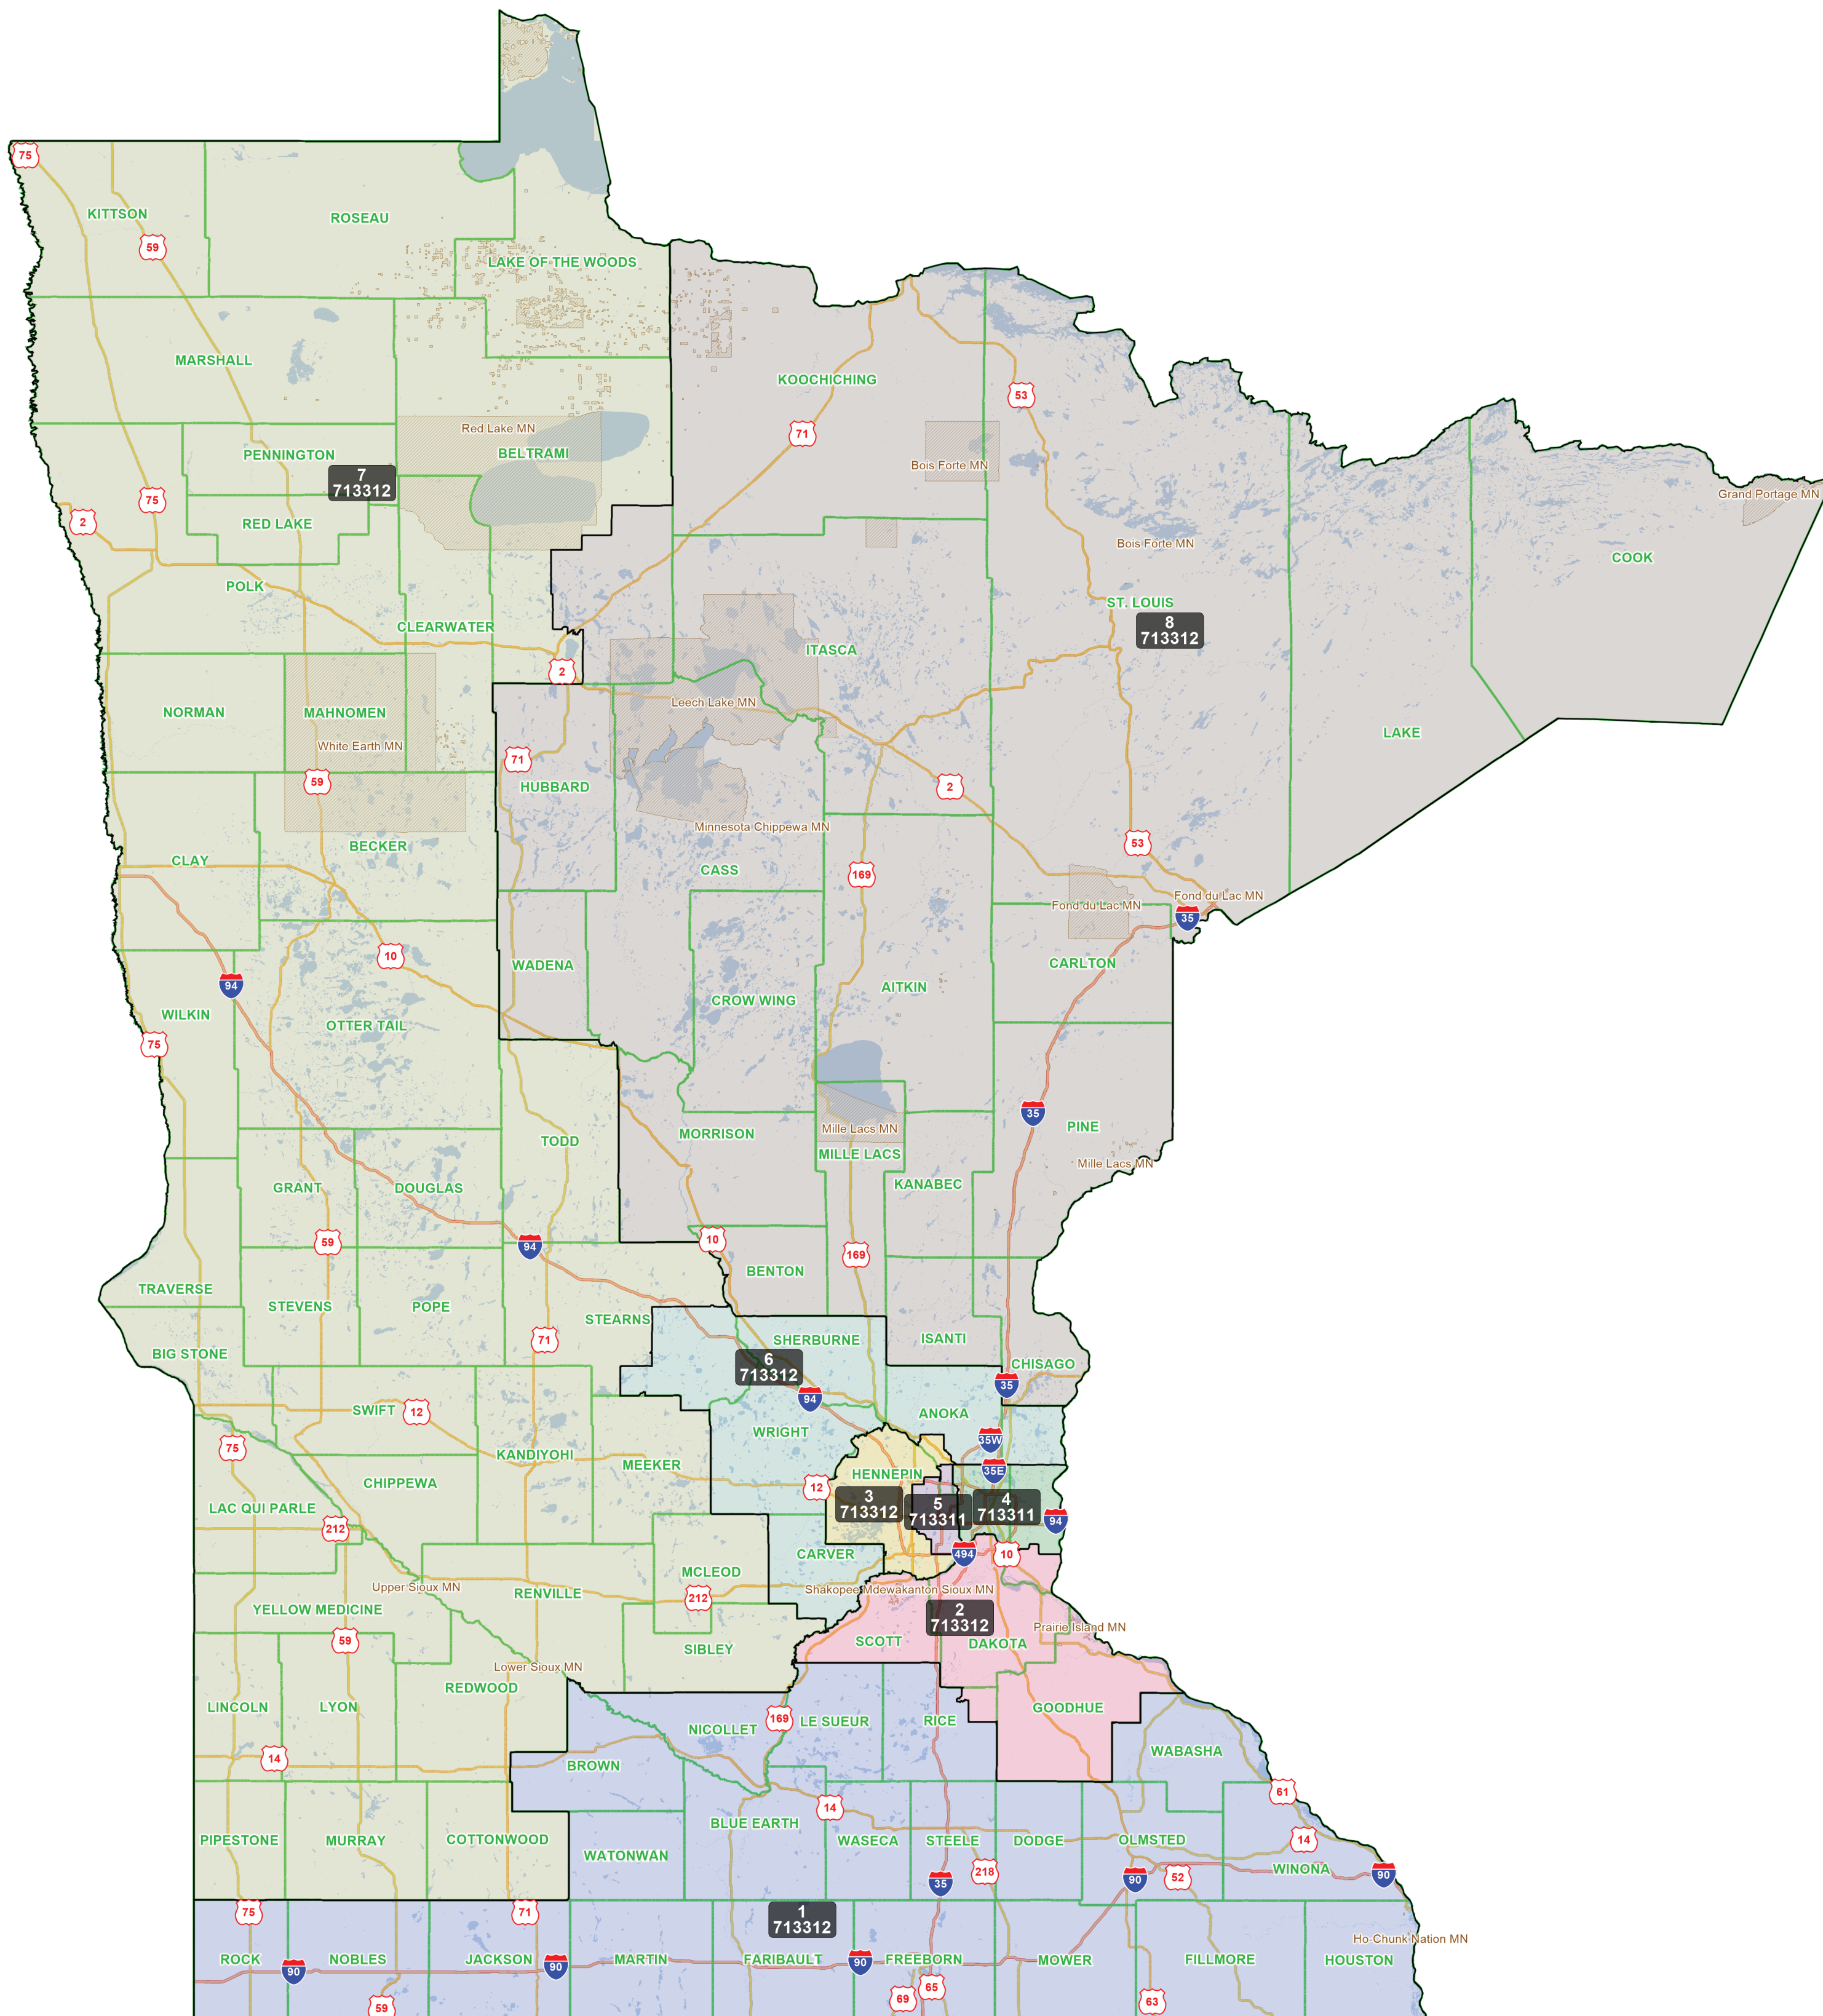 75
KITTSON
ROSEAU
59
LAKE OF THE WOODS
MARSHALL
KOOCHICHING
53
71
Red Lake MN
BELTRAMI
PENNINGTON
7
713312
Bois Forte MN
Grand Portage MN
75
2
RED LAKE
Bois Forte MN
COOK
POLK
ST. LOUIS
8
713312
CLEARWATER
ITASCA
2
Leech Lake MN
NORMAN
MAHNOMEN
White Earth MN
LAKE
71
59
HUBBARD
2
Minnesota Chippewa MN
53
BECKER
CLAY
CASS
169
Fond du Lac MN
Fond du Lac MN
35
10
WADENA
CARLTON
94
AITKIN
CROW WING
WILKIN
OTTER TAIL
75
35
MORRISON
Mille Lacs MN
PINE
TODD
MILLE LACS
Mille Lacs MN
GRANT
DOUGLAS
KANABEC
59
94
10
169
BENTON
TRAVERSE
STEVENS
POPE
STEARNS
71
SHERBURNE
ISANTI
BIG STONE
6
713312
CHISAGO
35
94
SWIFT
12
ANOKA
WRIGHT
35W
75
KANDIYOHI
MEEKER
35E
HENNEPIN
CHIPPEWA
12
3
713312
5
713311
4
713311
LAC QUI PARLE
94
212
CARVER
494
10
MCLEOD
Upper Sioux MN
RENVILLE
212
Shakopee Mdewakanton Sioux MN
YELLOW MEDICINE
2
713312
Prairie Island MN
59
SCOTT
DAKOTA
SIBLEY
Lower Sioux MN
REDWOOD
LINCOLN
LYON
GOODHUE
169
LE SUEUR
RICE
NICOLLET
14
BROWN
WABASHA
61
14
BLUE EARTH
PIPESTONE
MURRAY
COTTONWOOD
WASECA
STEELE
DODGE
OLMSTED
14
WATONWAN
218
WINONA
35
90
52
90
75
71
1
713312
Ho-Chunk Nation MN
ROCK
NOBLES
JACKSON
MARTIN
FARIBAULT
FREEBORN
MOWER
FILLMORE
HOUSTON
90
90
90
59
69
65
63